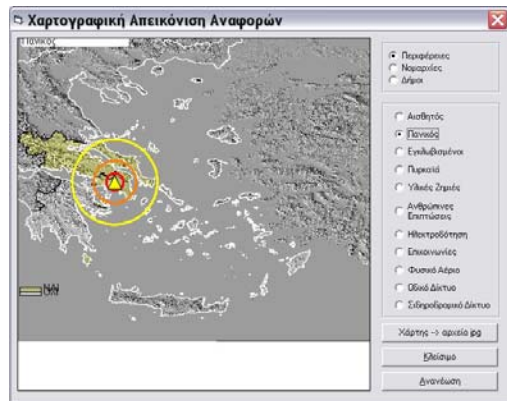 Χαρτογραφική Απεικόνιση Αναφορών
Πανικός
Περιφέρειες
Νομαρχίες
Δήμοι
Αισθητός
Πανικός
Εγκλωβισμένοι
Πυρκαϊά
Υλικές Ζημιές
Ανθρώπινες
Επιπτώσεις
Ηλεκτροδότηση
Επικοινωνίες
Φυσικό Αέριο
Οδικό Δίκτυο
Σιδηροδρομικό Δίκτυο
Χάρτης -> αρχείο jpg
Κλείσιμο
Ανανέωση